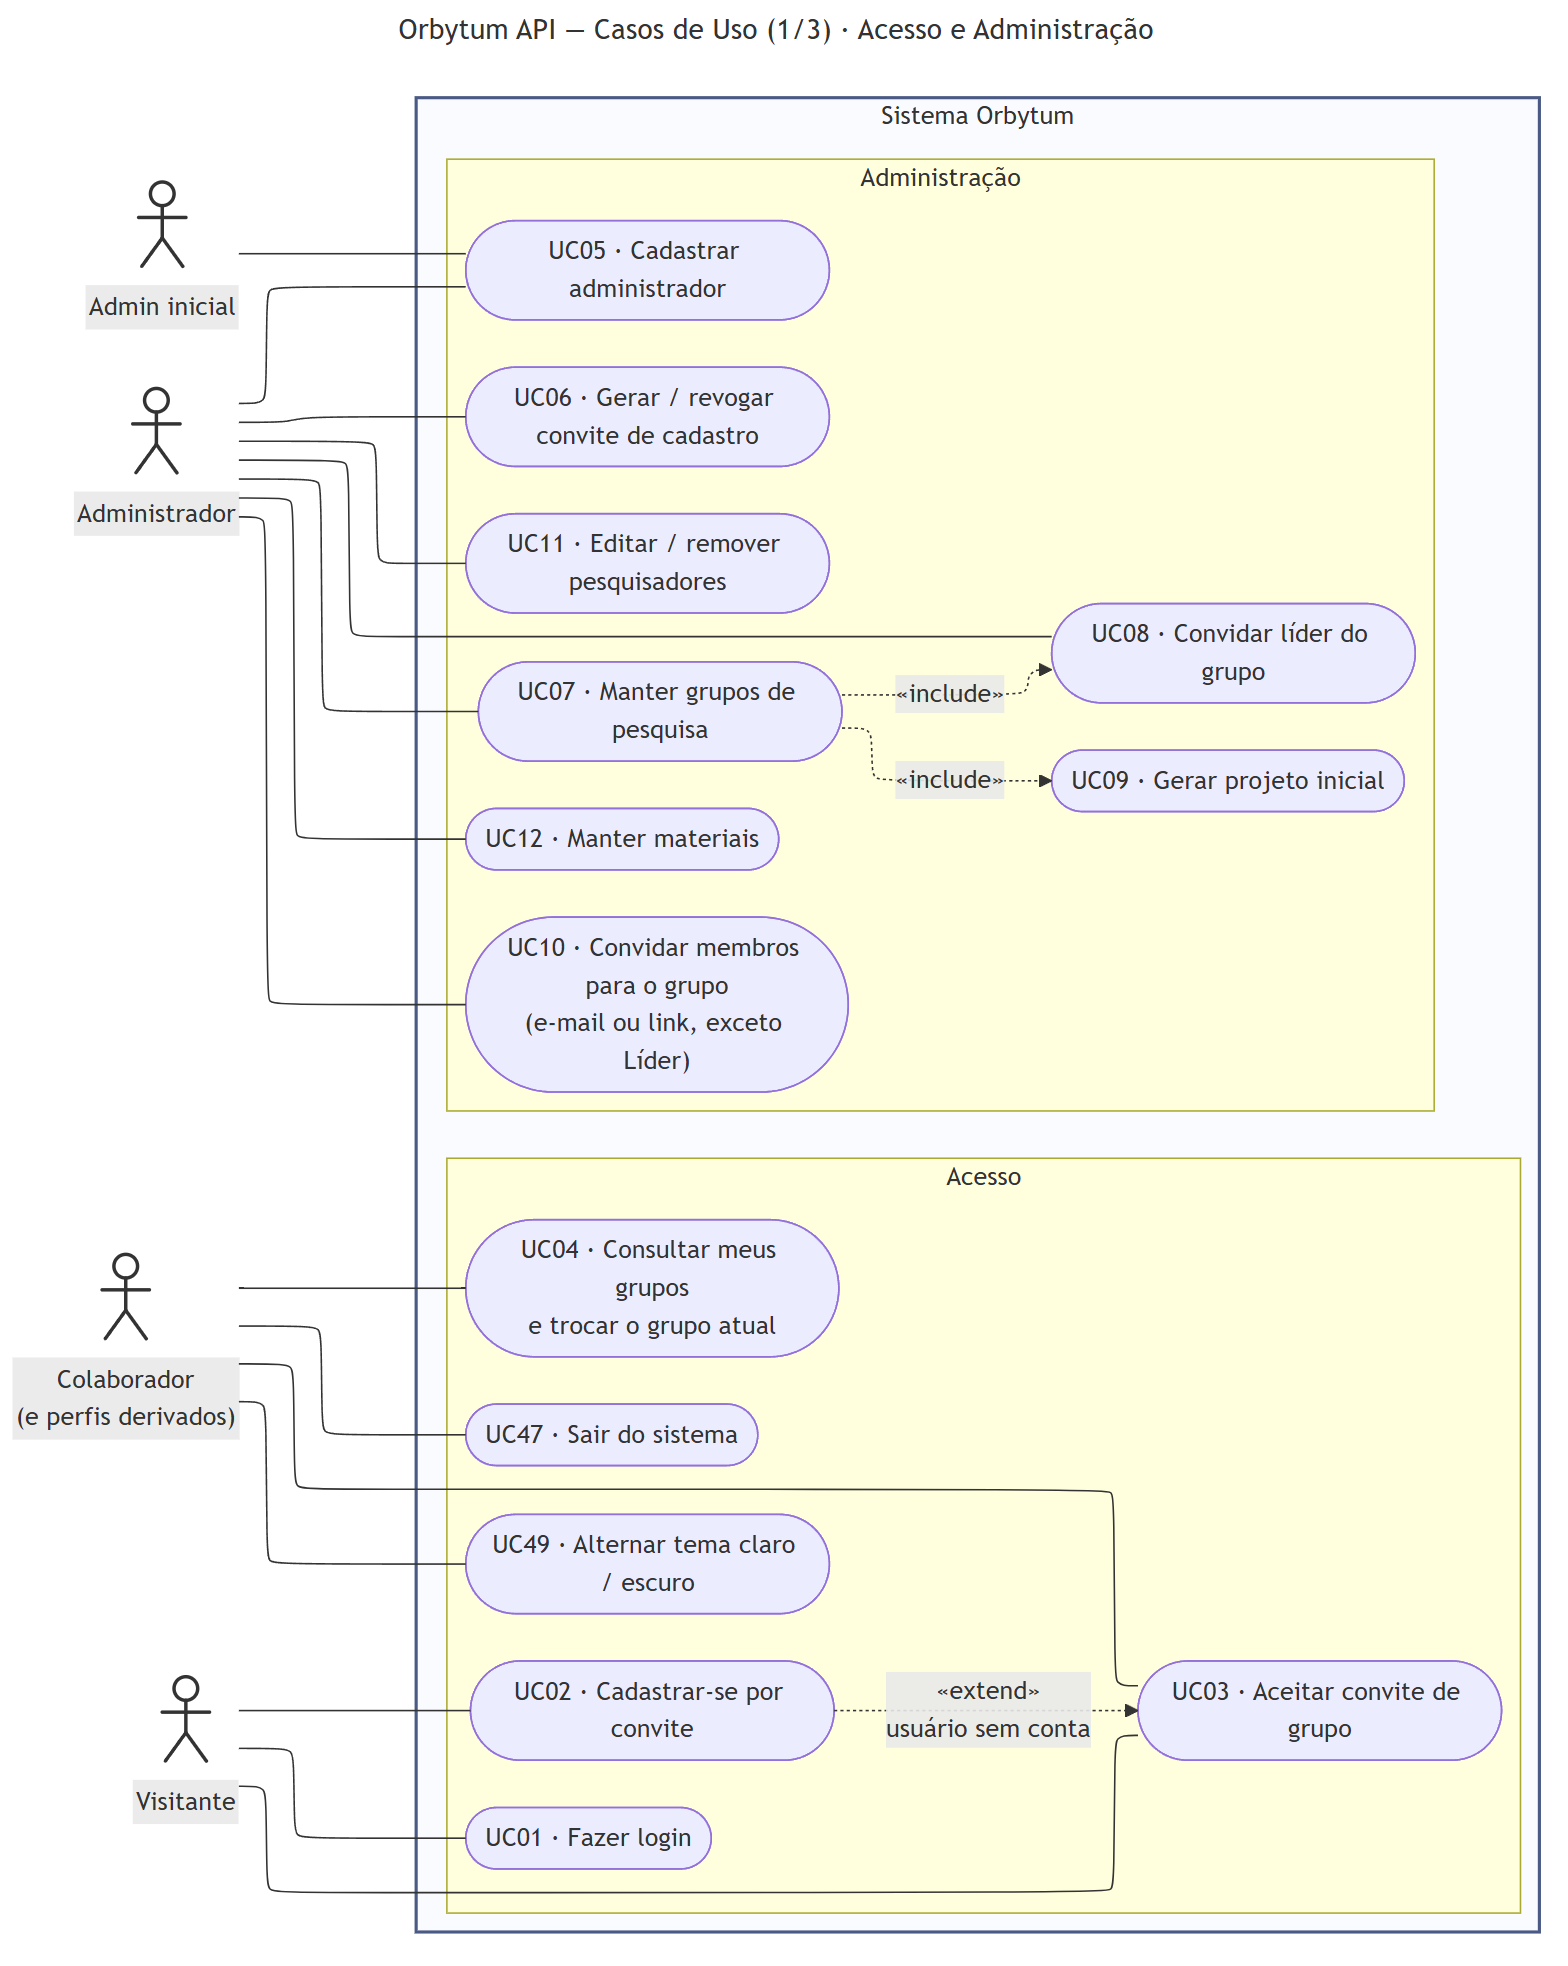 Orbytum API — Casos de Uso (1/3) · Acesso e Administração
Sistema Orbytum
Administração
Admin inicial
UC05 · Cadastrar
administrador
Administrador
UC06 · Gerar / revogar
convite de cadastro
UC11 · Editar / remover
pesquisadores
UC08 · Convidar líder do
grupo
UC07 · Manter grupos de
pesquisa
«include»
«include»
UC09 · Gerar projeto inicial
UC12 · Manter materiais
UC10 · Convidar membros
para o grupo
(e-mail ou link, exceto
Líder)
Acesso
UC04 · Consultar meus
grupos
e trocar o grupo atual
Colaborador
(e perfis derivados)
UC47 · Sair do sistema
UC49 · Alternar tema claro
/ escuro
UC02 · Cadastrar-se por
convite
«extend»
usuário sem conta
UC03 · Aceitar convite de
grupo
Visitante
UC01 · Fazer login